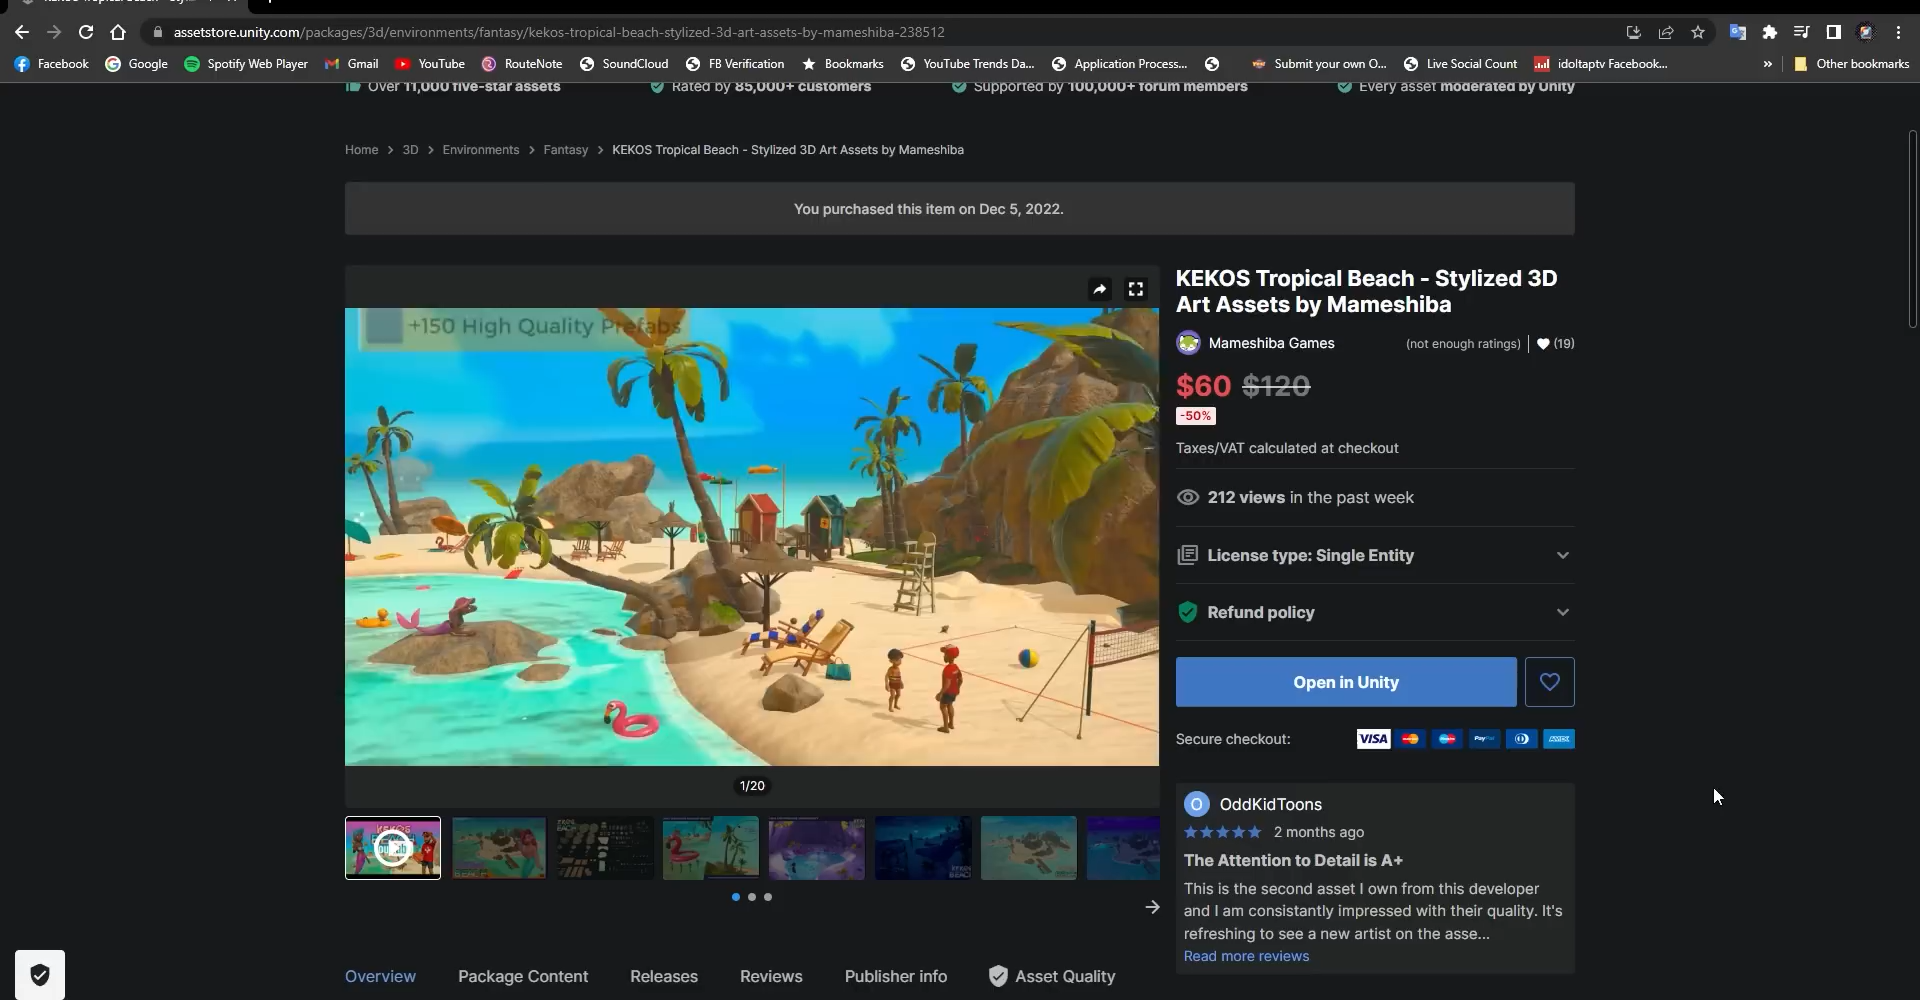 assetstore.unity.com/packages/3d/environments/fantasy/kekos-tropical-beach-stylized-3d-art-assets-by-mameshiba-238512
Facebook
Google
Spotify Web Player
Gmail
YouTube
RouteNote
SoundCloud
FB Verification
Bookmarks
YouTube Trends Da...
Application Process...
Submit your own O...
Live Social Count
idoltaptv Facebook...
»
Other bookmarks
Over 11,000 five-star assets
Rated by 85,000+ customers
Supported by 100,000+ forum members
Every asset moderated by Unity
Home > 3D > Environments > Fantasy > KEKOS Tropical Beach - Stylized 3D Art Assets by Mameshiba
You purchased this item on Dec 5, 2022.
+150 High Quality Prefabs
1/20
KEKOS Tropical Beach - Stylized 3D
Art Assets by Mameshiba
Mameshiba Games
(not enough ratings) | (19)
$60 $120
-50%
Taxes/VAT calculated at checkout
212 views in the past week
License type: Single Entity
Refund policy
Open in Unity
Secure checkout:
VISA
PayPal
AMEX
O OddKidToons
2 months ago
The Attention to Detail is A+
This is the second asset I own from this developer
and I am consistantly impressed with their quality. It's
refreshing to see a new artist on the asse...
Read more reviews
Overview
Package Content
Releases
Reviews
Publisher info
Asset Quality